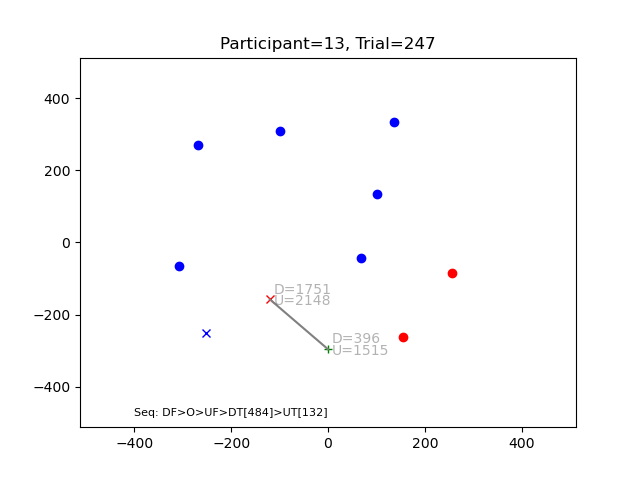 Participant=13, Trial=247
400
200
0
−200
−400
D=1751
U=2148
D=396
U=1515
Seq: DF>O>UF>DT[484]>UT[132]
−400
−200
0
200
400